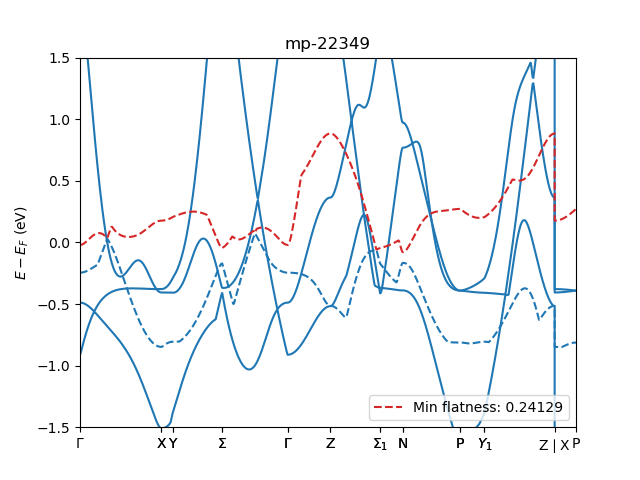 mp-22349
E − E_F (eV)
1.5
1.0
0.5
0.0
−0.5
−1.0
−1.5
Min flatness: 0.24129
Γ X Y Σ Γ Z Σ₁ N P Y₁ Z | X P